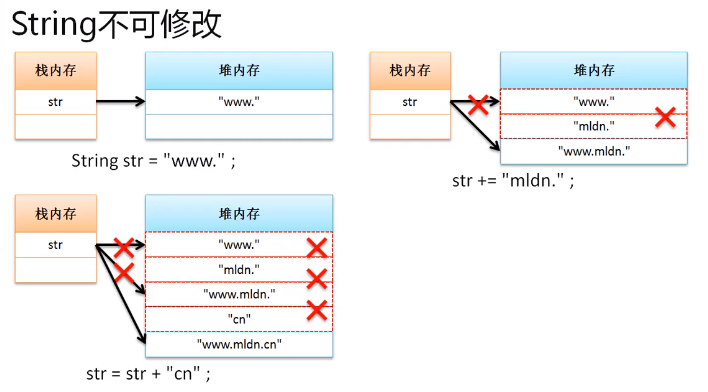 String不可修改
栈内存
堆内存
str
"www."
String str = "www." ;
栈内存
堆内存
str
"www."
"mldn."
"www.mldn."
str += "mldn." ;
栈内存
堆内存
str
"www."
"mldn."
"www.mldn."
"cn"
"www.mldn.cn"
str = str + "cn" ;